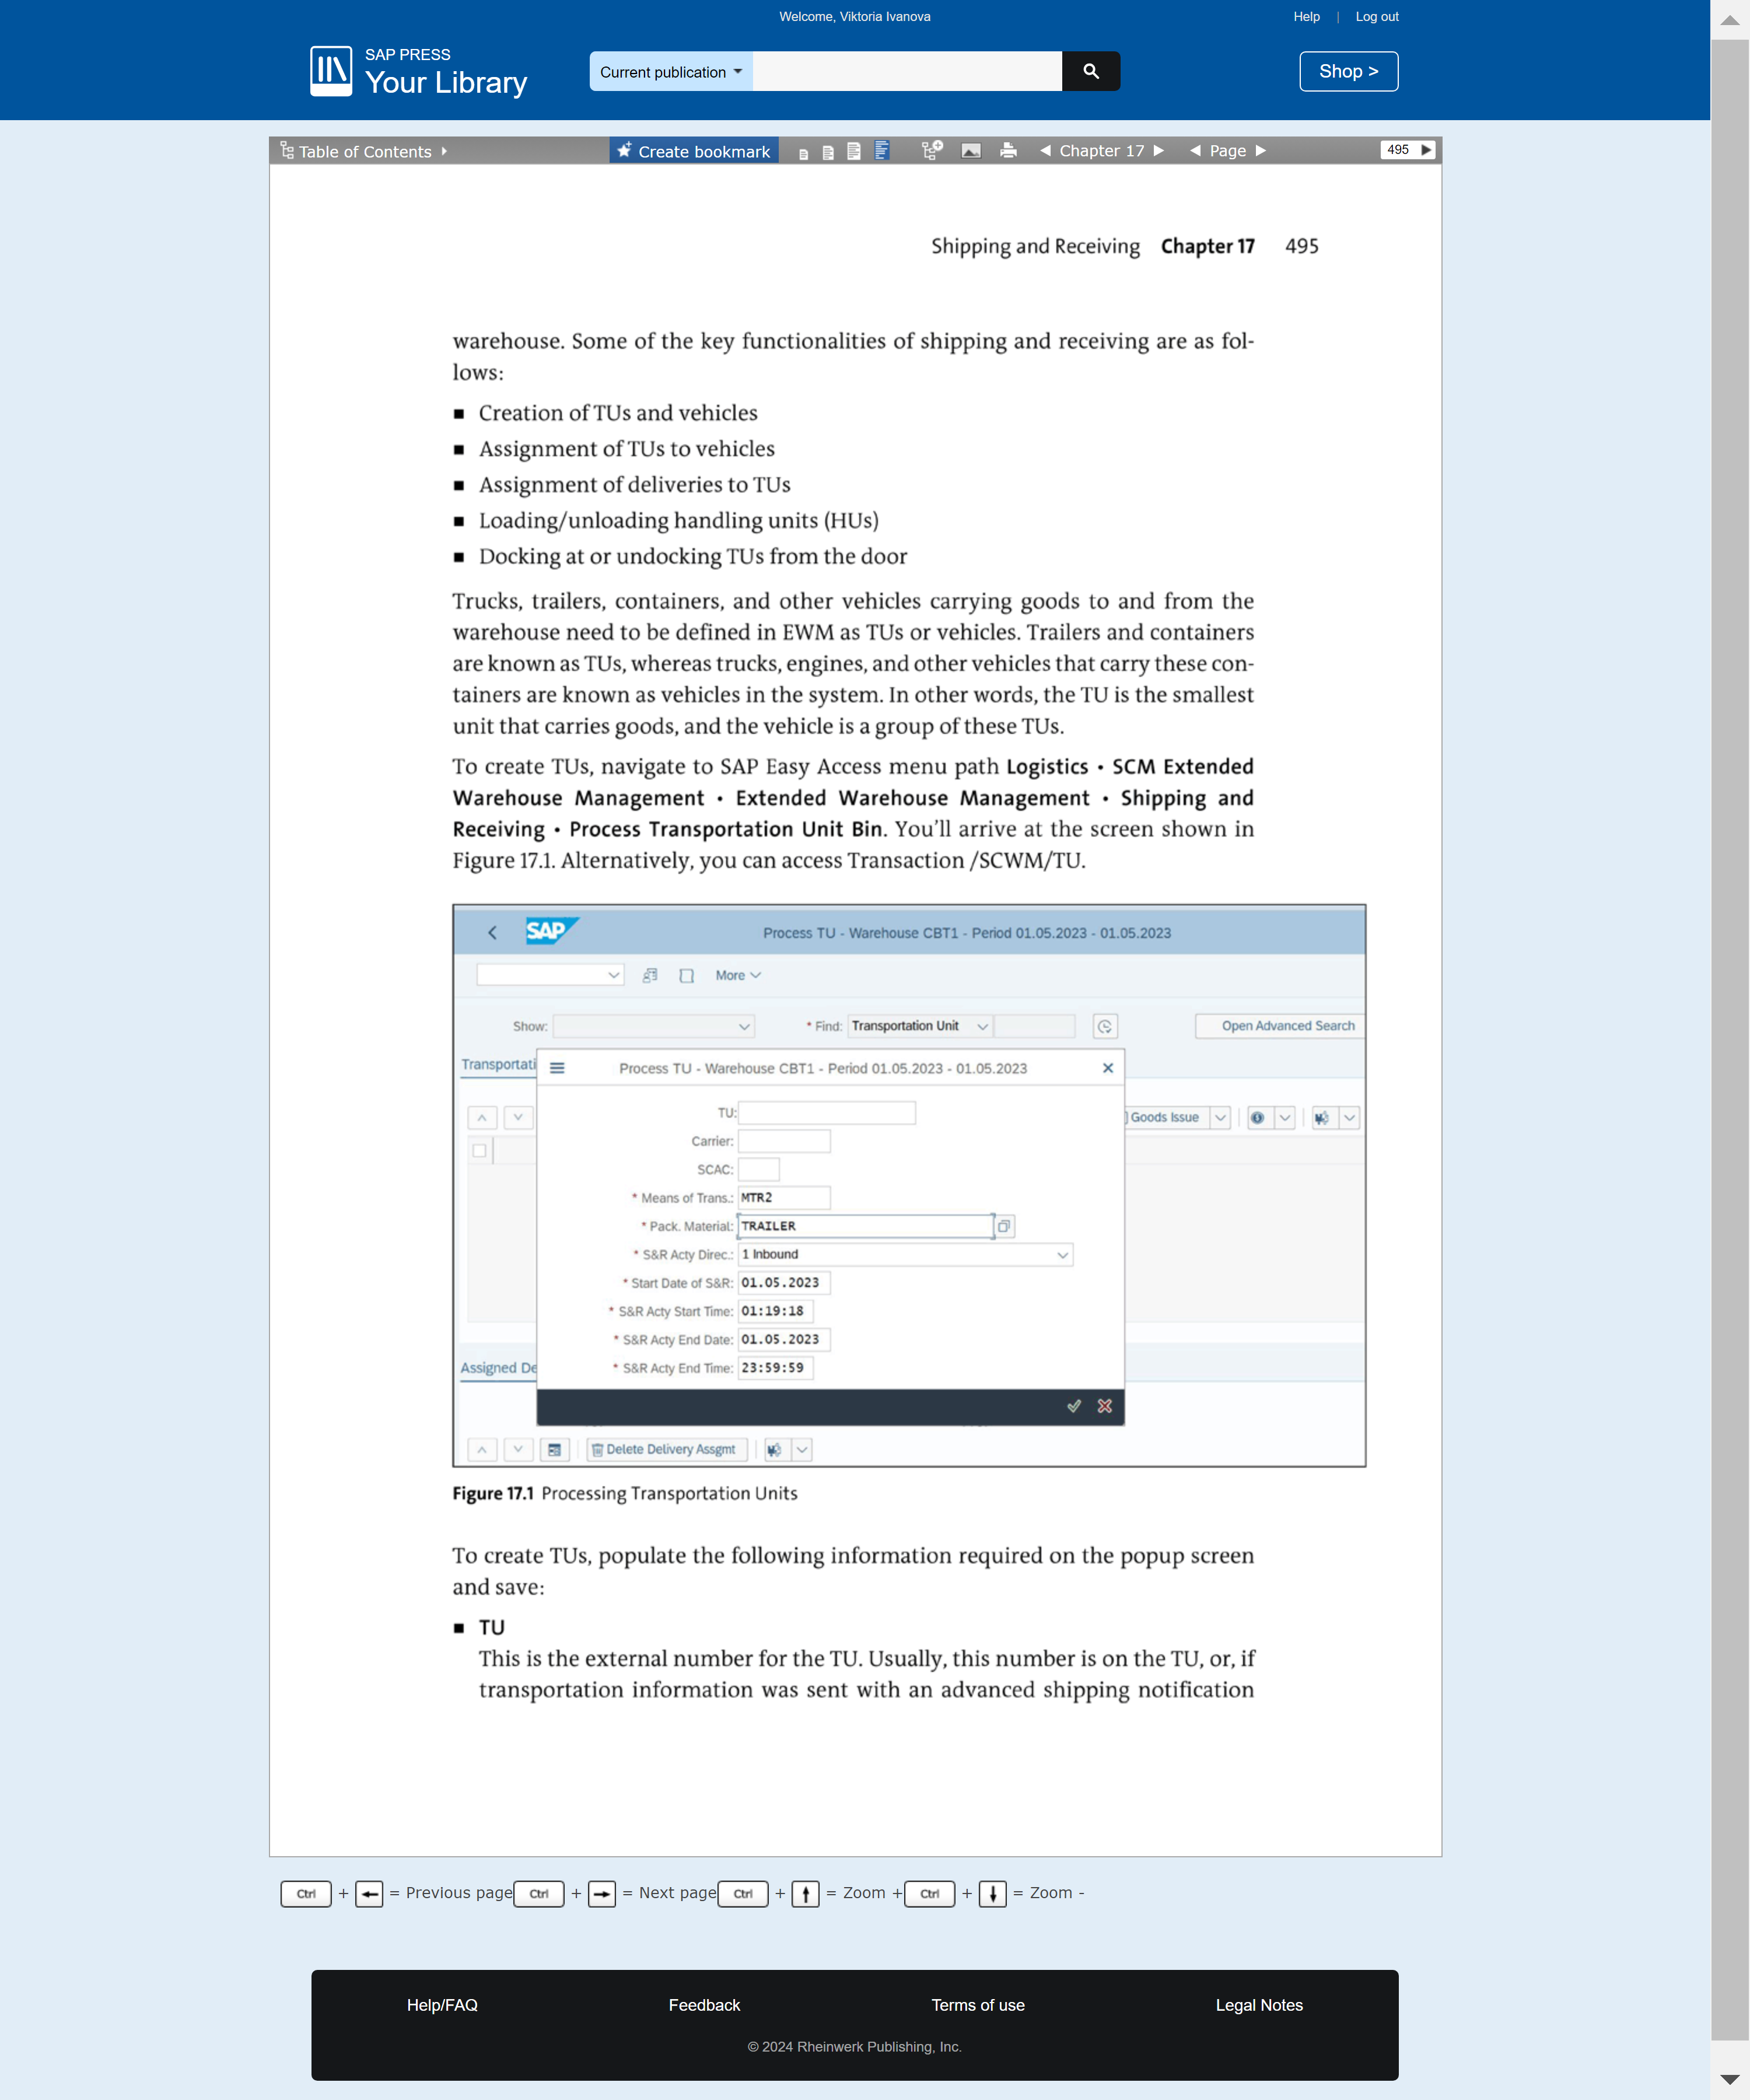 Welcome, Viktoria Ivanova
Help | Log out
SAP PRESS
Your Library
Current publication
Shop >
Table of Contents
Create bookmark
Chapter 17
Page
495
Shipping and Receiving Chapter 17 495
warehouse. Some of the key functionalities of shipping and receiving are as fol-
lows:
■ Creation of TUs and vehicles
■ Assignment of TUs to vehicles
■ Assignment of deliveries to TUs
■ Loading/unloading handling units (HUs)
■ Docking at or undocking TUs from the door
Trucks, trailers, containers, and other vehicles carrying goods to and from the
warehouse need to be defined in EWM as TUs or vehicles. Trailers and containers
are known as TUs, whereas trucks, engines, and other vehicles that carry these con-
tainers are known as vehicles in the system. In other words, the TU is the smallest
unit that carries goods, and the vehicle is a group of these TUs.
To create TUs, navigate to SAP Easy Access menu path Logistics • SCM Extended
Warehouse Management • Extended Warehouse Management • Shipping and
Receiving • Process Transportation Unit Bin. You’ll arrive at the screen shown in
Figure 17.1. Alternatively, you can access Transaction /SCWM/TU.
SAP
Process TU - Warehouse CBT1 - Period 01.05.2023 - 01.05.2023
More
Show:
* Find: Transportation Unit
Open Advanced Search
Transportati
Process TU - Warehouse CBT1 - Period 01.05.2023 - 01.05.2023
Goods Issue
TU:
Carrier:
SCAC:
* Means of Trans.: MTR2
* Pack. Material: TRAILER
* S&R Acty Direc.: 1 Inbound
* Start Date of S&R: 01.05.2023
* S&R Acty Start Time: 01:19:18
* S&R Acty End Date: 01.05.2023
* S&R Acty End Time: 23:59:59
Assigned De
Delete Delivery Assgmt
Figure 17.1 Processing Transportation Units
To create TUs, populate the following information required on the popup screen
and save:
■ TU
This is the external number for the TU. Usually, this number is on the TU, or, if
transportation information was sent with an advanced shipping notification
Ctrl + ← = Previous page Ctrl + → = Next page Ctrl + ↑ = Zoom + Ctrl + ↓ = Zoom -
Help/FAQ
Feedback
Terms of use
Legal Notes
© 2024 Rheinwerk Publishing, Inc.